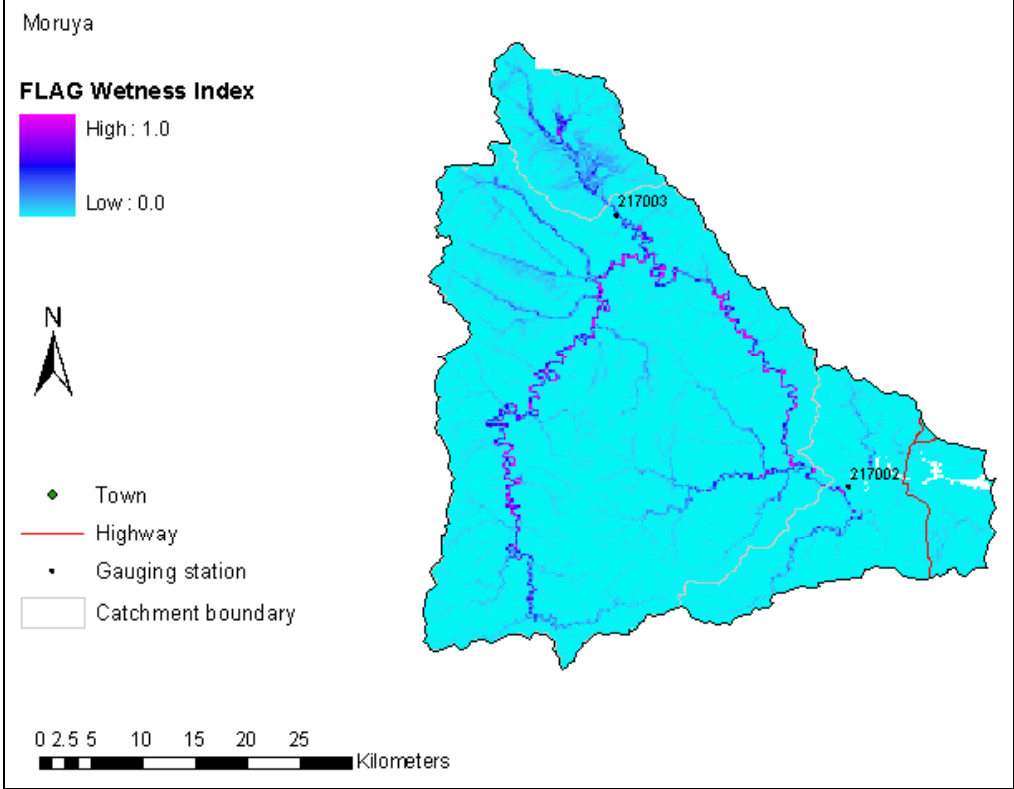 Moruya
FLAG Wetness Index
High : 1.0
Low : 0.0
217003
N
217002
Town
Highway
Gauging station
Catchment boundary
0 2.5 5 10 15 20 25
Kilometers